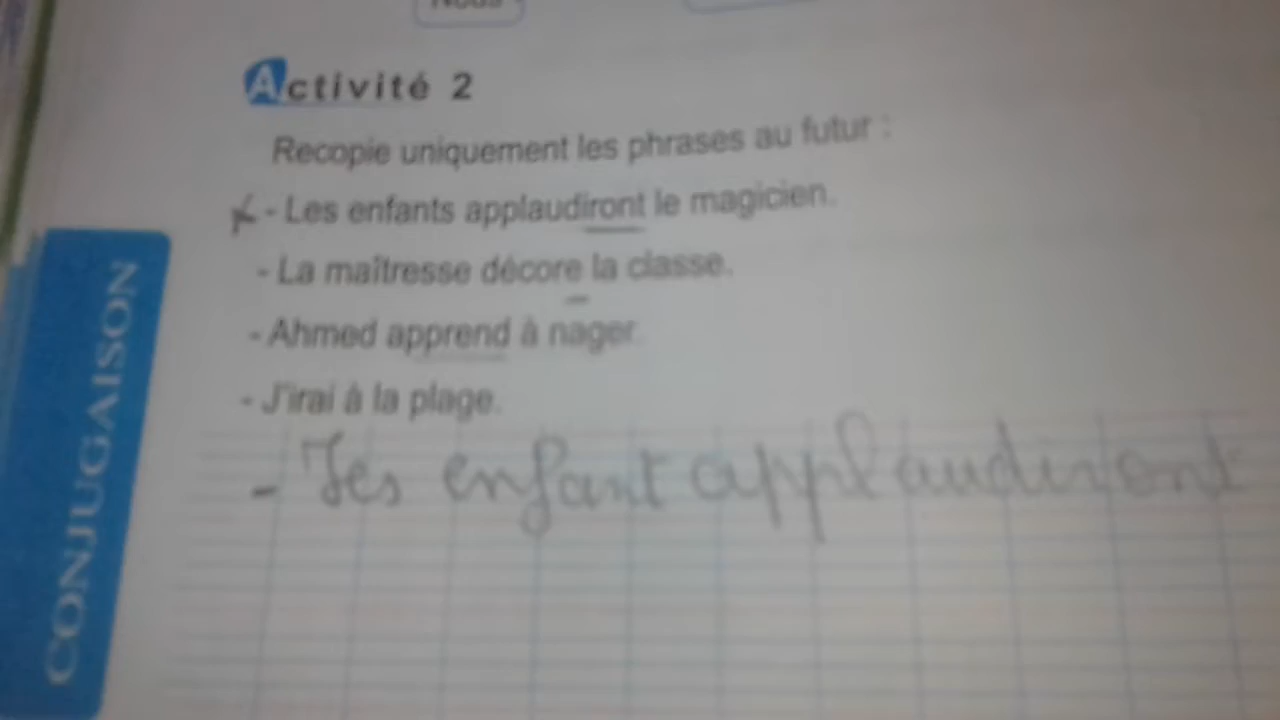 Nous
Activité 2
Recopie uniquement les phrases au futur :
- Les enfants applaudiront le magicien.
- La maîtresse décore la classe.
- Ahmed apprend à nager.
- J'irai à la plage.
- Les enfant applaudiront
CONJUGAISON